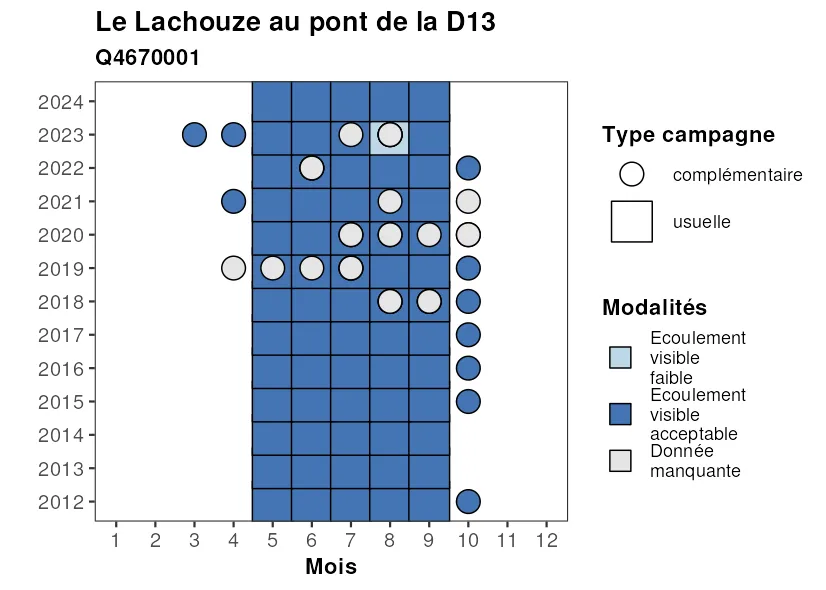 Le Lachouze au pont de la D13
Q4670001
2024
2023
2022
2021
2020
2019
2018
2017
2016
2015
2014
2013
2012
1 2 3 4 5 6 7 8 9 10 11 12
Mois
Type campagne
complémentaire
usuelle
Modalités
Ecoulement
visible
faible
Ecoulement
visible
acceptable
Donnée
manquante